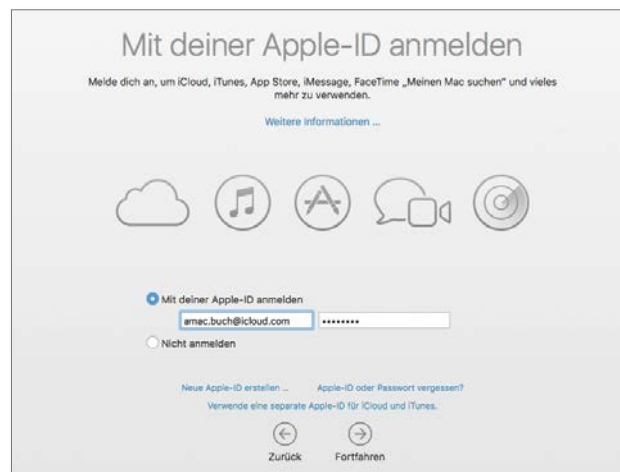 Mit deiner Apple-ID anmelden
Melde dich an, um iCloud, iTunes, App Store, iMessage, FaceTime „Meinen Mac suchen“ und vieles
mehr zu verwenden.
Weitere Informationen ...
Mit deiner Apple-ID anmelden
amac.buch@icloud.com ••••••••
Nicht anmelden
Neue Apple-ID erstellen ... Apple-ID oder Passwort vergessen?
Verwende eine separate Apple-ID für iCloud und iTunes.
Zurück Fortfahren